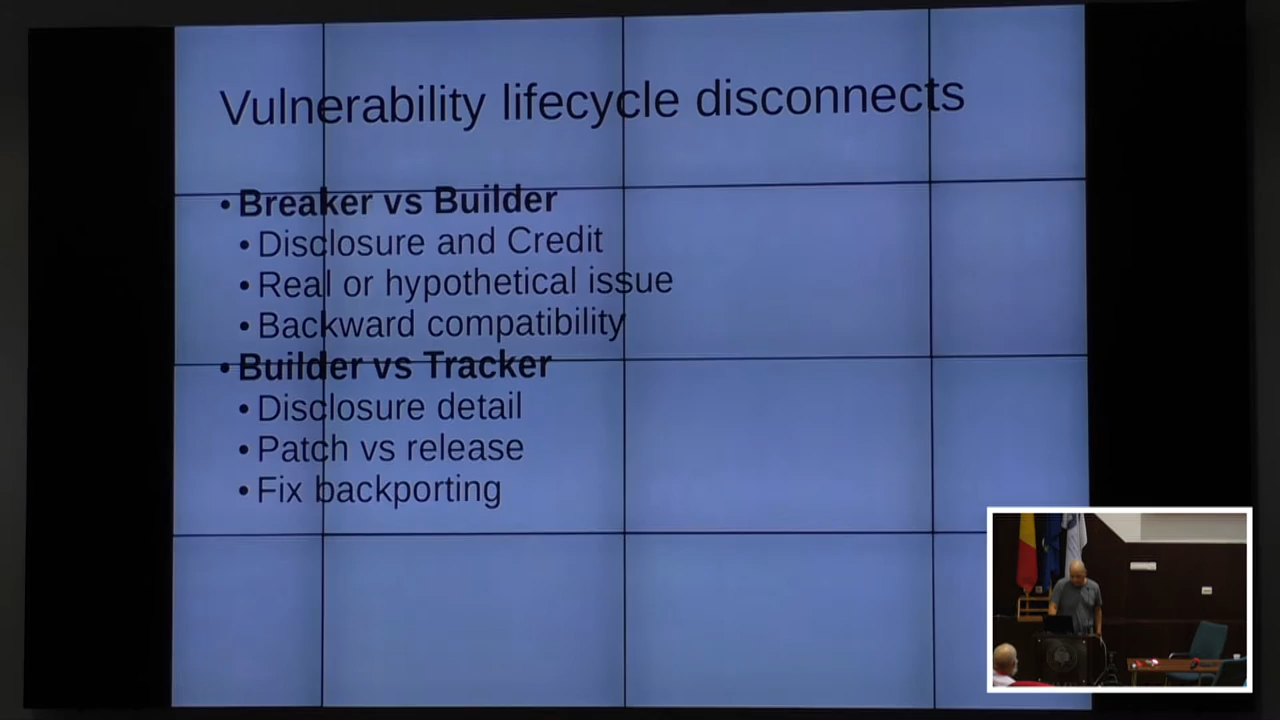 Vulnerability lifecycle disconnects
• Breaker vs Builder
• Disclosure and Credit
• Real or hypothetical issue
• Backward compatibility
• Builder vs Tracker
• Disclosure detail
• Patch vs release
• Fix backporting